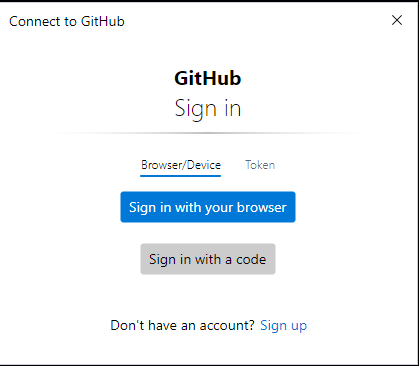 Connect to GitHub
GitHub
Sign in
Browser/Device Token
Sign in with your browser
Sign in with a code
Don't have an account? Sign up